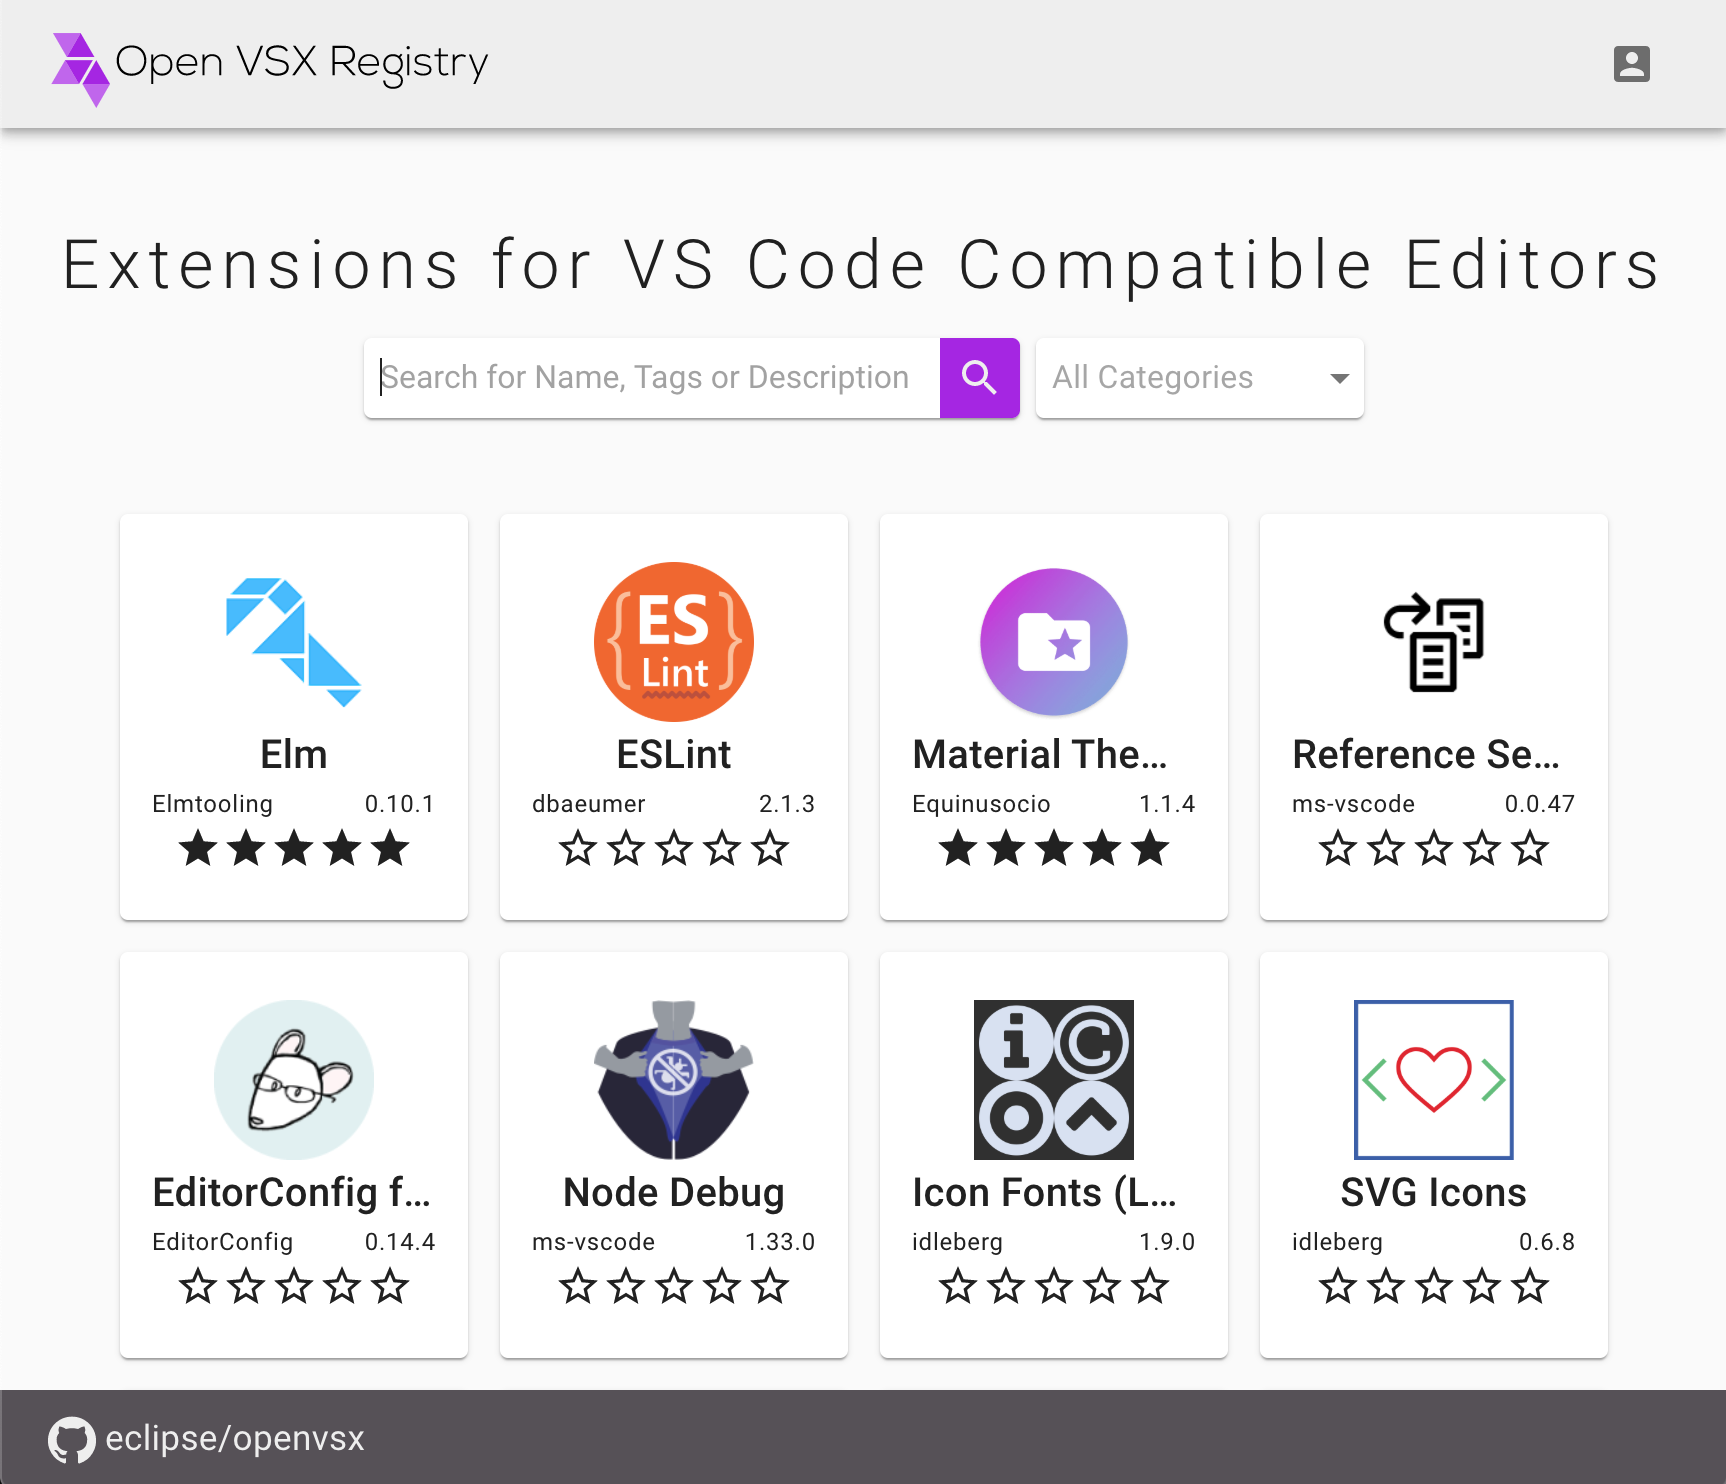 Open VSX Registry
Extensions for VS Code Compatible Editors
Search for Name, Tags or Description
All Categories
ES
Lint
Elm
Elmtooling 0.10.1
ESLint
dbaeumer 2.1.3
Material The...
Equinusocio 1.1.4
Reference Se...
ms-vscode 0.0.47
i C
EditorConfig f...
EditorConfig 0.14.4
Node Debug
ms-vscode 1.33.0
Icon Fonts (L...
idleberg 1.9.0
SVG Icons
idleberg 0.6.8
eclipse/openvsx